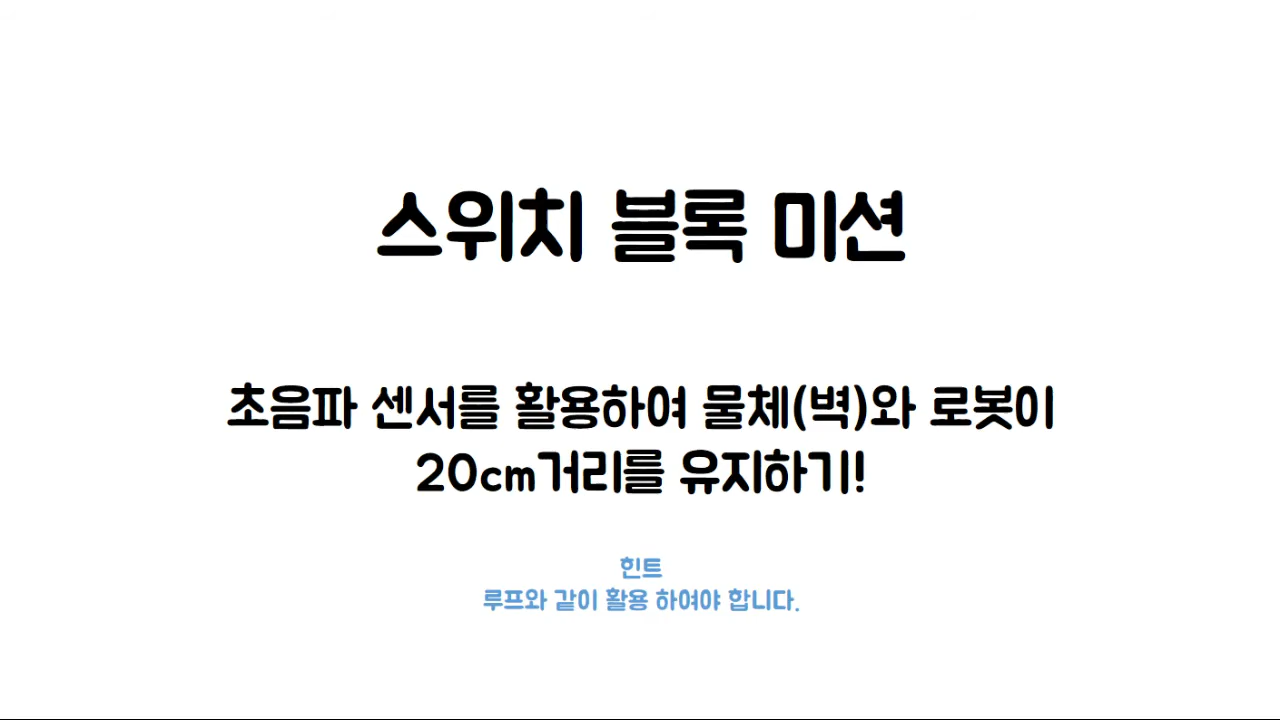 스위치 블록 미션
초음파 센서를 활용하여 물체(벽)와 로봇이
20cm거리를 유지하기!
힌트
루프와 같이 활용 하여야 합니다.